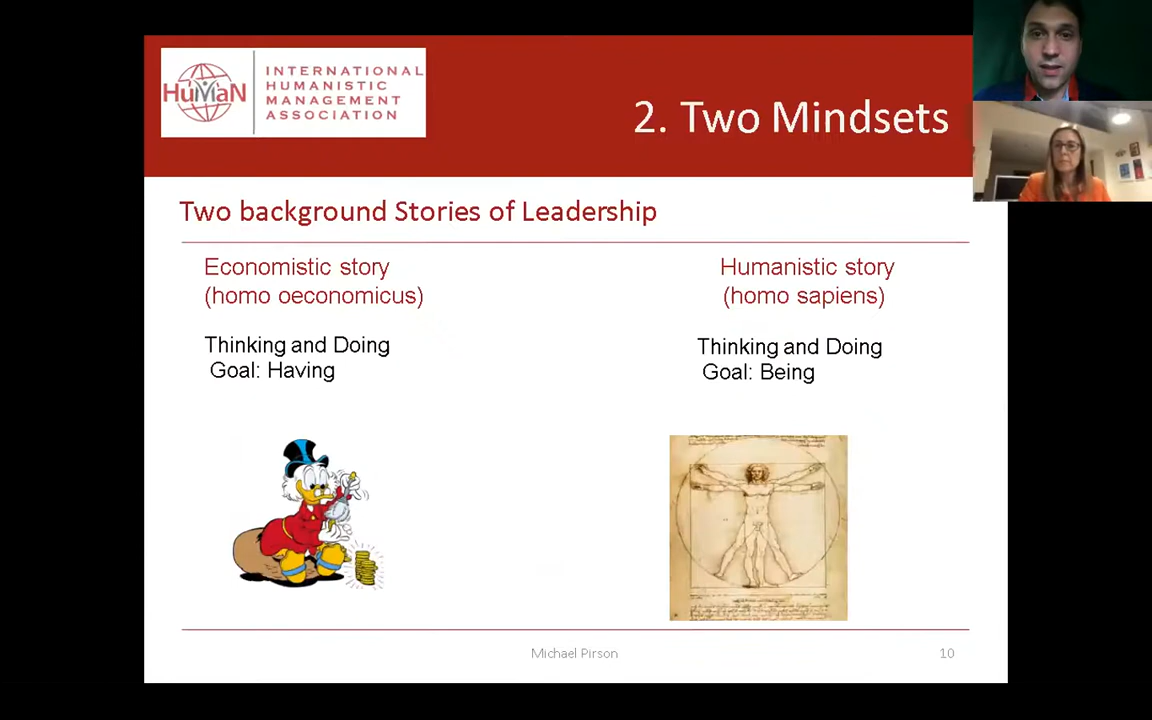 HuMaN
INTERNATIONAL
HUMANISTIC
MANAGEMENT
ASSOCIATION
2. Two Mindsets
Two background Stories of Leadership
Economistic story
(homo oeconomicus)
Thinking and Doing
Goal: Having
Humanistic story
(homo sapiens)
Thinking and Doing
Goal: Being
Michael Pirson
10